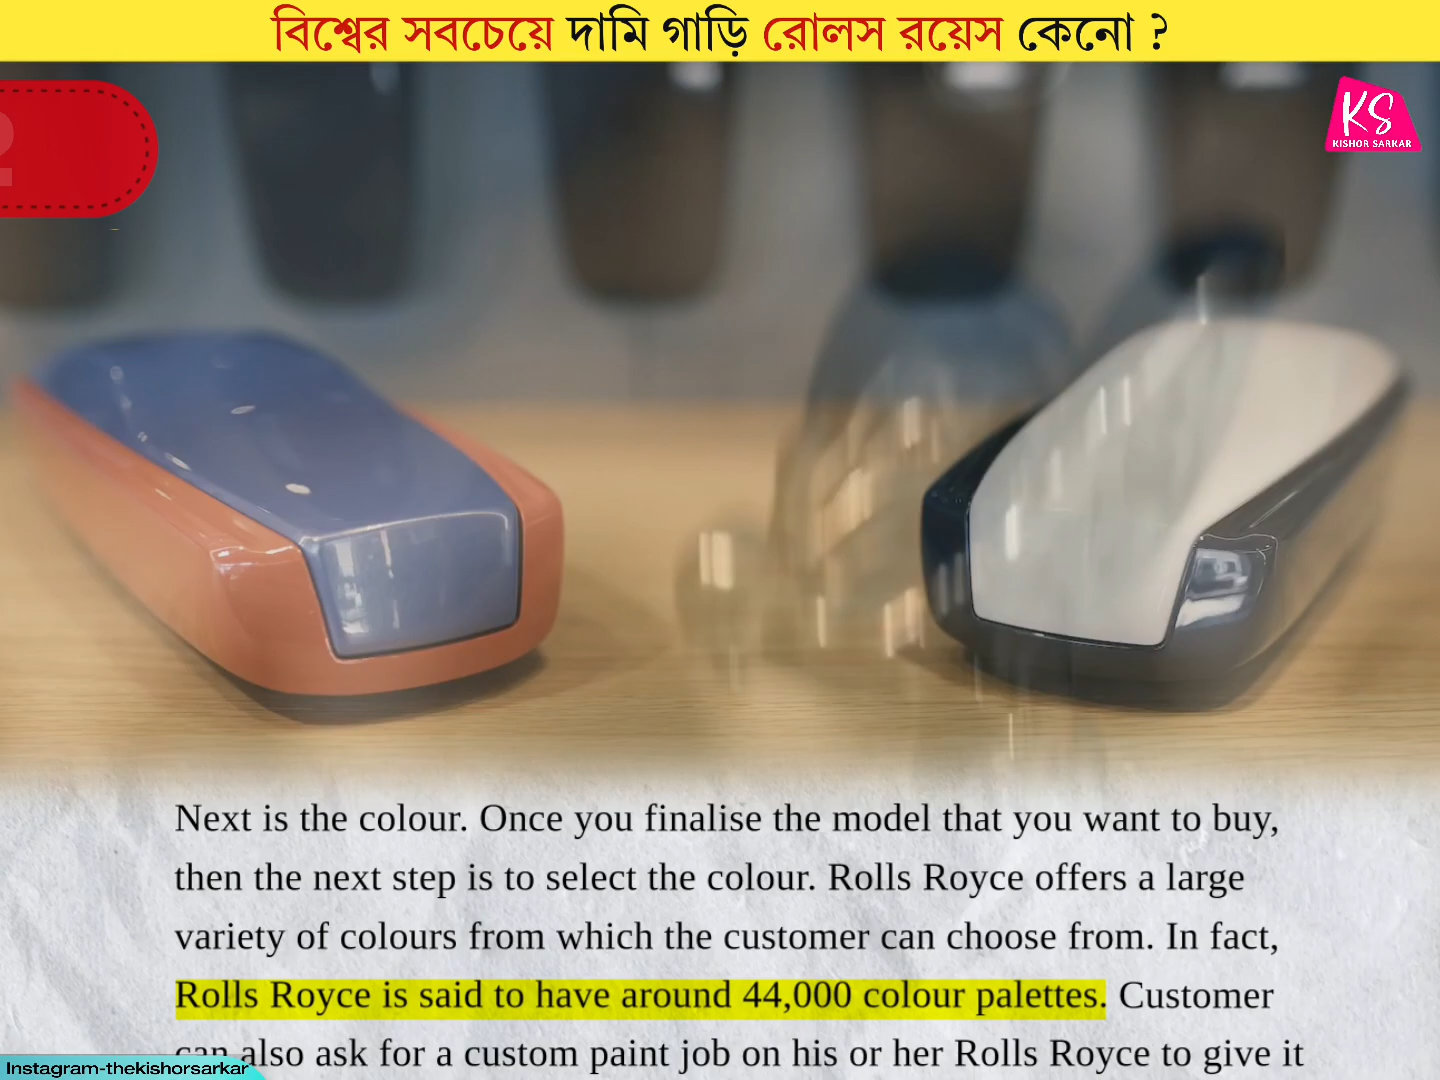 বিশ্বের সবচেয়ে দামি গাড়ি রোলস রয়েস কেনো ?
2
KS
KISHOR SARKAR
Next is the colour. Once you finalise the model that you want to buy,
then the next step is to select the colour. Rolls Royce offers a large
variety of colours from which the customer can choose from. In fact,
Rolls Royce is said to have around 44,000 colour palettes. Customer
can also ask for a custom paint job on his or her Rolls Royce to give it
Instagram-thekishorsarkar